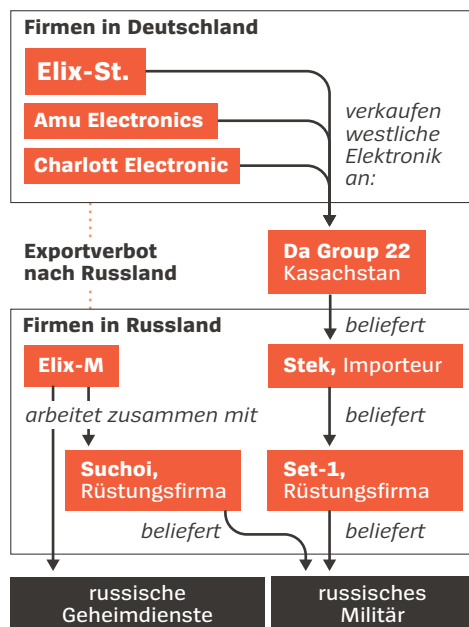 Firmen in Deutschland
Elix-St.
Amu Electronics
Charlott Electronic
verkaufen
westliche
Elektronik
an:
Exportverbot
nach Russland
Da Group 22
Kasachstan
beliefert
Firmen in Russland
Elix-M
Stek, Importeur
arbeitet zusammen mit
beliefert
Suchoi,
Rüstungsfirma
Set-1,
Rüstungsfirma
beliefert
beliefert
russische
Geheimdienste
russisches
Militär